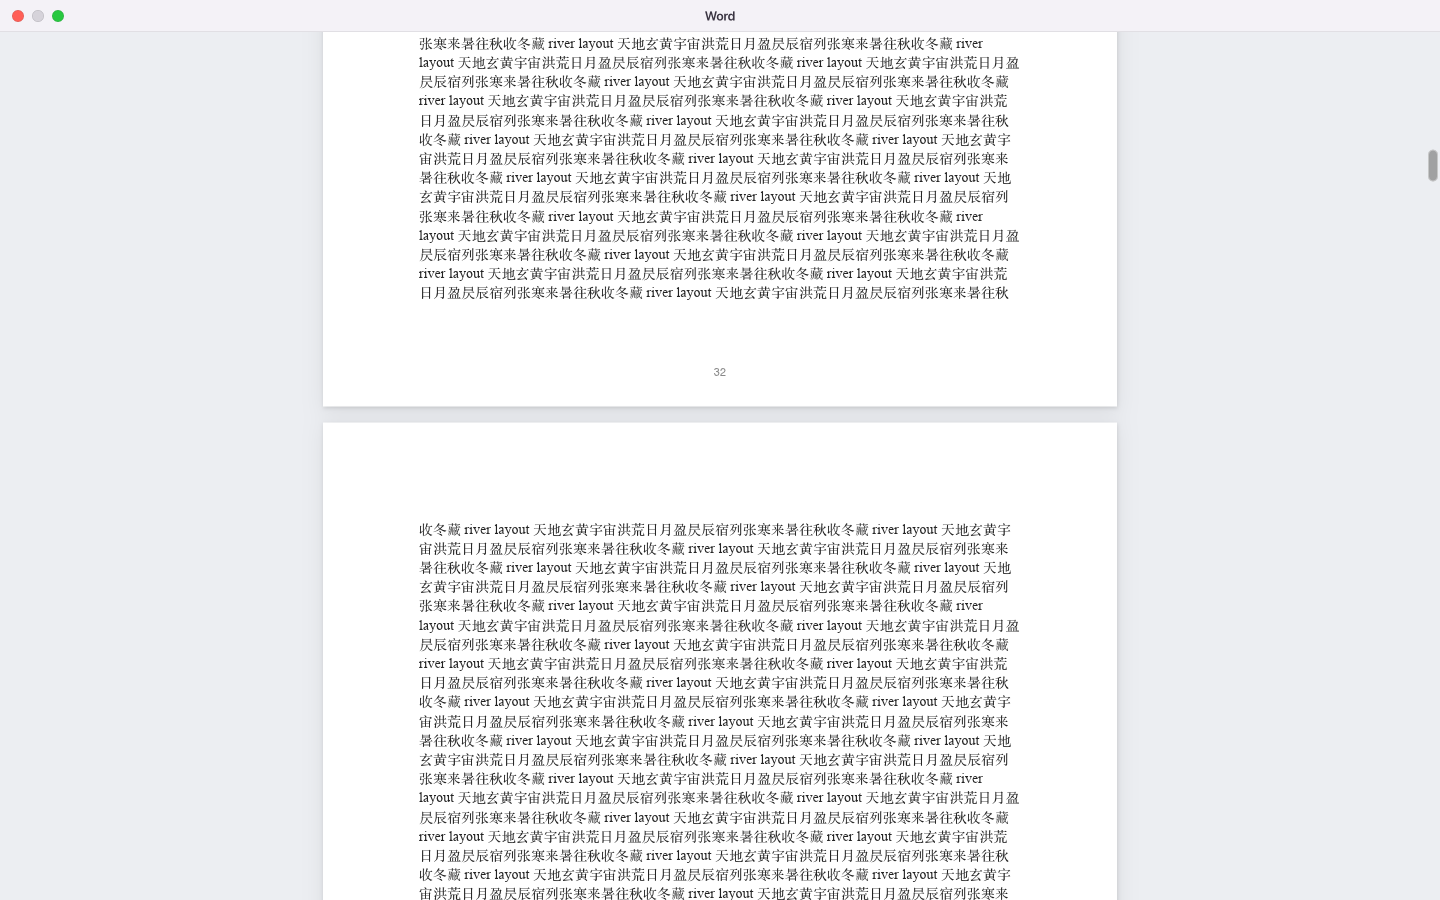 Word
张寒来暑往秋收冬藏 river layout 天地玄黄宇宙洪荒日月盈昃辰宿列张寒来暑往秋收冬藏 river
layout 天地玄黄宇宙洪荒日月盈昃辰宿列张寒来暑往秋收冬藏 river layout 天地玄黄宇宙洪荒日月盈
昃辰宿列张寒来暑往秋收冬藏 river layout 天地玄黄宇宙洪荒日月盈昃辰宿列张寒来暑往秋收冬藏
river layout 天地玄黄宇宙洪荒日月盈昃辰宿列张寒来暑往秋收冬藏 river layout 天地玄黄宇宙洪荒
日月盈昃辰宿列张寒来暑往秋收冬藏 river layout 天地玄黄宇宙洪荒日月盈昃辰宿列张寒来暑往秋
收冬藏 river layout 天地玄黄宇宙洪荒日月盈昃辰宿列张寒来暑往秋收冬藏 river layout 天地玄黄宇
宙洪荒日月盈昃辰宿列张寒来暑往秋收冬藏 river layout 天地玄黄宇宙洪荒日月盈昃辰宿列张寒来
暑往秋收冬藏 river layout 天地玄黄宇宙洪荒日月盈昃辰宿列张寒来暑往秋收冬藏 river layout 天地
玄黄宇宙洪荒日月盈昃辰宿列张寒来暑往秋收冬藏 river layout 天地玄黄宇宙洪荒日月盈昃辰宿列
张寒来暑往秋收冬藏 river layout 天地玄黄宇宙洪荒日月盈昃辰宿列张寒来暑往秋收冬藏 river
layout 天地玄黄宇宙洪荒日月盈昃辰宿列张寒来暑往秋收冬藏 river layout 天地玄黄宇宙洪荒日月盈
昃辰宿列张寒来暑往秋收冬藏 river layout 天地玄黄宇宙洪荒日月盈昃辰宿列张寒来暑往秋收冬藏
river layout 天地玄黄宇宙洪荒日月盈昃辰宿列张寒来暑往秋收冬藏 river layout 天地玄黄宇宙洪荒
日月盈昃辰宿列张寒来暑往秋收冬藏 river layout 天地玄黄宇宙洪荒日月盈昃辰宿列张寒来暑往秋
32
收冬藏 river layout 天地玄黄宇宙洪荒日月盈昃辰宿列张寒来暑往秋收冬藏 river layout 天地玄黄宇
宙洪荒日月盈昃辰宿列张寒来暑往秋收冬藏 river layout 天地玄黄宇宙洪荒日月盈昃辰宿列张寒来
暑往秋收冬藏 river layout 天地玄黄宇宙洪荒日月盈昃辰宿列张寒来暑往秋收冬藏 river layout 天地
玄黄宇宙洪荒日月盈昃辰宿列张寒来暑往秋收冬藏 river layout 天地玄黄宇宙洪荒日月盈昃辰宿列
张寒来暑往秋收冬藏 river layout 天地玄黄宇宙洪荒日月盈昃辰宿列张寒来暑往秋收冬藏 river
layout 天地玄黄宇宙洪荒日月盈昃辰宿列张寒来暑往秋收冬藏 river layout 天地玄黄宇宙洪荒日月盈
昃辰宿列张寒来暑往秋收冬藏 river layout 天地玄黄宇宙洪荒日月盈昃辰宿列张寒来暑往秋收冬藏
river layout 天地玄黄宇宙洪荒日月盈昃辰宿列张寒来暑往秋收冬藏 river layout 天地玄黄宇宙洪荒
日月盈昃辰宿列张寒来暑往秋收冬藏 river layout 天地玄黄宇宙洪荒日月盈昃辰宿列张寒来暑往秋
收冬藏 river layout 天地玄黄宇宙洪荒日月盈昃辰宿列张寒来暑往秋收冬藏 river layout 天地玄黄宇
宙洪荒日月盈昃辰宿列张寒来暑往秋收冬藏 river layout 天地玄黄宇宙洪荒日月盈昃辰宿列张寒来
暑往秋收冬藏 river layout 天地玄黄宇宙洪荒日月盈昃辰宿列张寒来暑往秋收冬藏 river layout 天地
玄黄宇宙洪荒日月盈昃辰宿列张寒来暑往秋收冬藏 river layout 天地玄黄宇宙洪荒日月盈昃辰宿列
张寒来暑往秋收冬藏 river layout 天地玄黄宇宙洪荒日月盈昃辰宿列张寒来暑往秋收冬藏 river
layout 天地玄黄宇宙洪荒日月盈昃辰宿列张寒来暑往秋收冬藏 river layout 天地玄黄宇宙洪荒日月盈
昃辰宿列张寒来暑往秋收冬藏 river layout 天地玄黄宇宙洪荒日月盈昃辰宿列张寒来暑往秋收冬藏
river layout 天地玄黄宇宙洪荒日月盈昃辰宿列张寒来暑往秋收冬藏 river layout 天地玄黄宇宙洪荒
日月盈昃辰宿列张寒来暑往秋收冬藏 river layout 天地玄黄宇宙洪荒日月盈昃辰宿列张寒来暑往秋
收冬藏 river layout 天地玄黄宇宙洪荒日月盈昃辰宿列张寒来暑往秋收冬藏 river layout 天地玄黄宇
宙洪荒日月盈昃辰宿列张寒来暑往秋收冬藏 river layout 天地玄黄宇宙洪荒日月盈昃辰宿列张寒来